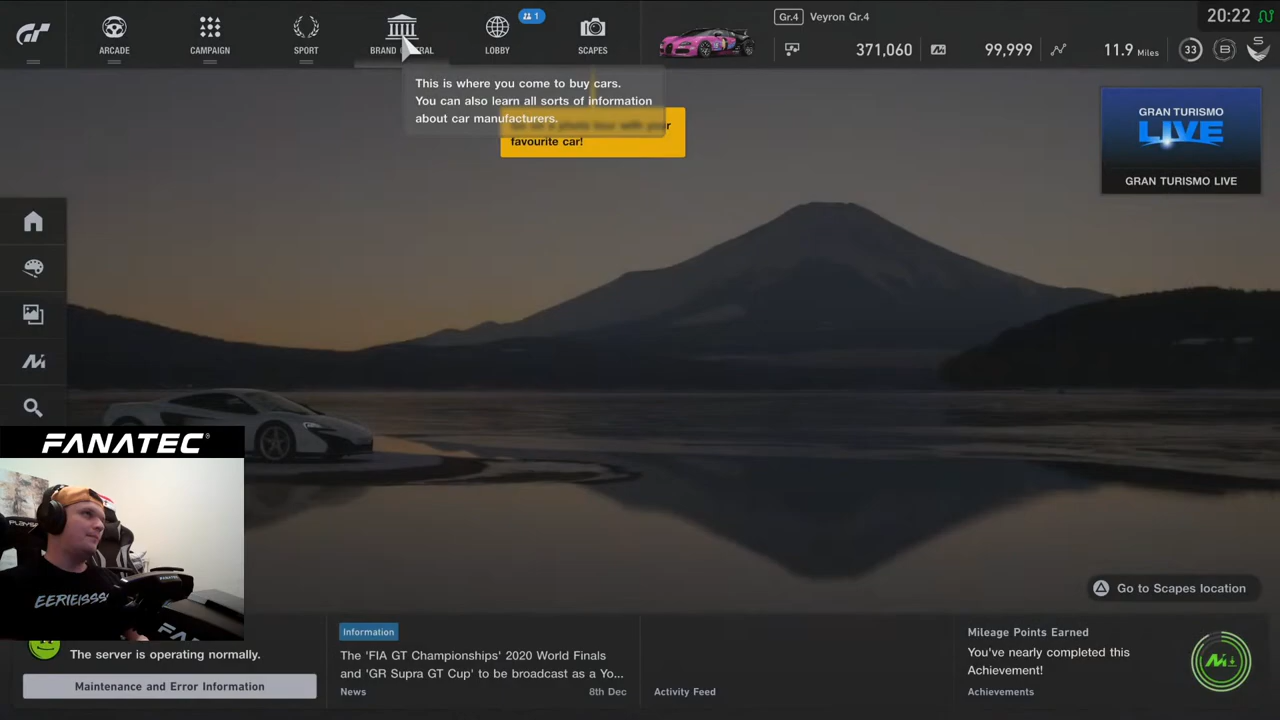 ARCADE
CAMPAIGN
SPORT
BRAND CENTRAL
LOBBY
1
SCAPES
Gr.4 Veyron Gr.4
371,060
99,999
11.9 Miles
33
B
S
20:22
This is where you come to buy cars.
You can also learn all sorts of information
about car manufacturers.
favourite car!
GRAN TURISMO
LIVE
GRAN TURISMO LIVE
FANATEC
EERIEISSS
FANATEC
Go to Scapes location
The server is operating normally.
Maintenance and Error Information
Information
The 'FIA GT Championships' 2020 World Finals
and 'GR Supra GT Cup' to be broadcast as a Yo...
News 8th Dec
Activity Feed
Mileage Points Earned
You've nearly completed this
Achievement!
Achievements